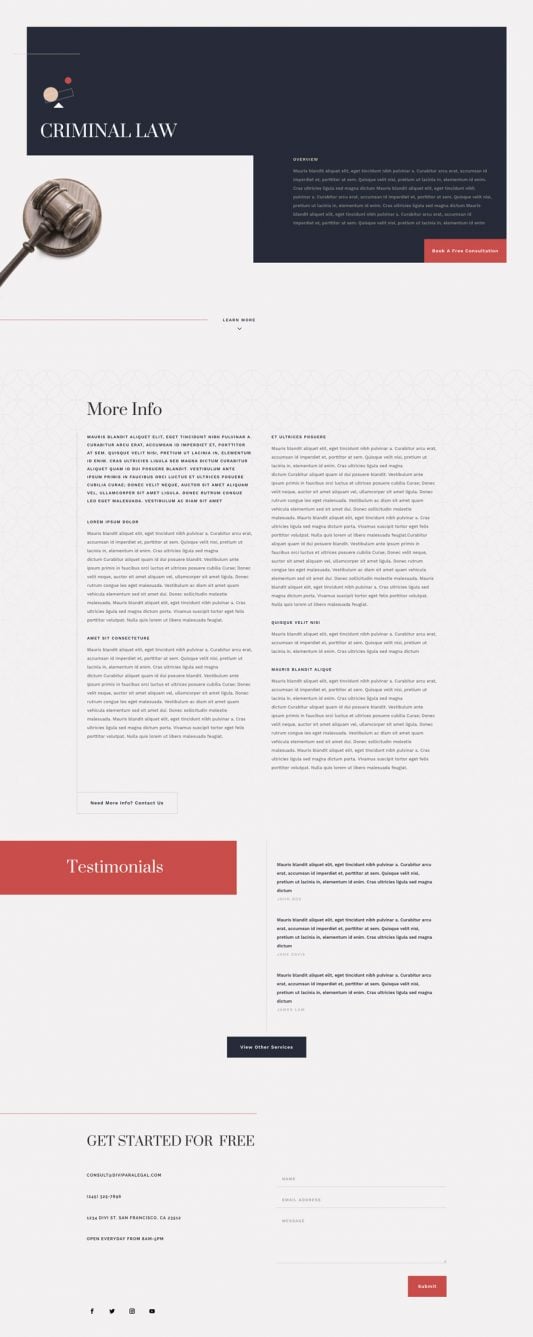 CRIMINAL LAW
OVERVIEW
Mauris blandit aliquet elit, eget tincidunt nibh pulvinar a. Curabitur arcu erat, accumsan id
imperdiet et, porttitor at sem. Quisque velit nisi, pretium ut lacinia in, elementum id enim.
Cras ultricies ligula sed magna dictum Mauris blandit aliquet elit, eget tincidunt nibh
pulvinar a. Curabitur arcu erat, accumsan id imperdiet et, porttitor at sem. Quisque velit nisi,
pretium ut lacinia in, elementum id enim. Cras ultricies ligula sed magna dictum Mauris
blandit aliquet elit, eget tincidunt nibh pulvinar a. Curabitur arcu erat, accumsan id
imperdiet et, porttitor at sem. Quisque velit nisi, pretium ut lacinia in, elementum id enim
Book A Free Consultation
LEARN MORE
More Info
MAURIS BLANDIT ALIQUET ELIT, EGET TINCIDUNT NIBH PULVINAR A.
CURABITUR ARCU ERAT, ACCUMSAN ID IMPERDIET ET, PORTTITOR
AT SEM. QUISQUE VELIT NISI, PRETIUM UT LACINIA IN, ELEMENTUM
ID ENIM. CRAS ULTRICIES LIGULA SED MAGNA DICTUM CURABITUR
ALIQUET QUAM ID DUI POSUERE BLANDIT. VESTIBULUM ANTE
IPSUM PRIMIS IN FAUCIBUS ORCI LUCTUS ET ULTRICES POSUERE
CUBILIA CURAE; DONEC VELIT NEQUE, AUCTOR SIT AMET ALIQUAM
VEL, ULLAMCORPER SIT AMET LIGULA. DONEC RUTRUM CONGUE
LEO EGET MALESUADA. VESTIBULUM AC DIAM SIT AMET
LOREM IPSUM DOLOR
Mauris blandit aliquet elit, eget tincidunt nibh pulvinar a. Curabitur arcu erat,
accumsan id imperdiet et, porttitor at sem. Quisque velit nisi, pretium ut
lacinia in, elementum id enim. Cras ultricies ligula sed magna
dictum Curabitur aliquet quam id dui posuere blandit. Vestibulum ante ipsum
primis in faucibus orci luctus et ultrices posuere cubilia Curae; Donec velit
neque, auctor sit amet aliquam vel, ullamcorper sit amet ligula. Donec
rutrum congue leo eget malesuada. Vestibulum ac diam sit amet quam
vehicula elementum sed sit amet dui. Donec sollicitudin molestie
malesuada. Mauris blandit aliquet elit, eget tincidunt nibh pulvinar a. Cras
ultricies ligula sed magna dictum porta. Vivamus suscipit tortor eget felis
porttitor volutpat. Nulla quis lorem ut libero malesuada feugiat.
AMET SIT CONSECTETURE
Mauris blandit aliquet elit, eget tincidunt nibh pulvinar a. Curabitur arcu erat,
accumsan id imperdiet et, porttitor at sem. Quisque velit nisi, pretium ut
lacinia in, elementum id enim. Cras ultricies ligula sed magna
dictum Curabitur aliquet quam id dui posuere blandit. Vestibulum ante
ipsum primis in faucibus orci luctus et ultrices posuere cubilia Curae; Donec
velit neque, auctor sit amet aliquam vel, ullamcorper sit amet ligula. Donec
rutrum congue leo eget malesuada. Vestibulum ac diam sit amet quam
vehicula elementum sed sit amet dui. Donec sollicitudin molestie
malesuada. Mauris blandit aliquet elit, eget tincidunt nibh pulvinar a. Cras
ultricies ligula sed magna dictum porta. Vivamus suscipit tortor eget felis
porttitor volutpat. Nulla quis lorem ut libero malesuada feugiat.
Need More Info? Contact Us
ET ULTRICES POSUERE
Mauris blandit aliquet elit, eget tincidunt nibh pulvinar a. Curabitur arcu erat,
accumsan id imperdiet et, porttitor at sem. Quisque velit nisi, pretium ut
lacinia in, elementum id enim. Cras ultricies ligula sed magna
dictum Curabitur aliquet quam id dui posuere blandit. Vestibulum ante
ipsum primis in faucibus orci luctus et ultrices posuere cubilia Curae; Donec
velit neque, auctor sit amet aliquam vel, ullamcorper sit amet ligula. Donec
rutrum congue leo eget malesuada. Vestibulum ac diam sit amet quam
vehicula elementum sed sit amet dui. Donec sollicitudin molestie
malesuada. Mauris blandit aliquet elit, eget tincidunt nibh pulvinar a. Cras
ultricies ligula sed magna dictum porta. Vivamus suscipit tortor eget felis
porttitor volutpat. Nulla quis lorem ut libero malesuada feugiat.Curabitur
aliquet quam id dui posuere blandit. Vestibulum ante ipsum primis in
faucibus orci luctus et ultrices posuere cubilia Curae; Donec velit neque,
auctor sit amet aliquam vel, ullamcorper sit amet ligula. Donec rutrum
congue leo eget malesuada. Vestibulum ac diam sit amet quam vehicula
elementum sed sit amet dui. Donec sollicitudin molestie malesuada. Mauris
blandit aliquet elit, eget tincidunt nibh pulvinar a. Cras ultricies ligula sed
magna dictum porta. Vivamus suscipit tortor eget felis porttitor volutpat.
Nulla quis lorem ut libero malesuada feugiat.
QUISQUE VELIT NISI
Mauris blandit aliquet elit, eget tincidunt nibh pulvinar a. Curabitur arcu erat,
accumsan id imperdiet et, porttitor at sem. Quisque velit nisi, pretium ut
lacinia in, elementum id enim. Cras ultricies ligula sed magna dictum
MAURIS BLANDIT ALIQUE
Mauris blandit aliquet elit, eget tincidunt nibh pulvinar a. Curabitur arcu erat,
accumsan id imperdiet et, porttitor at sem. Quisque velit nisi, pretium ut
lacinia in, elementum id enim. Cras ultricies ligula sed magna
dictum Curabitur aliquet quam id dui posuere blandit. Vestibulum ante
ipsum primis in faucibus orci luctus et ultrices posuere cubilia Curae; Donec
velit neque, auctor sit amet aliquam vel, ullamcorper sit amet ligula. Donec
rutrum congue leo eget malesuada. Vestibulum ac diam sit amet quam
vehicula elementum sed sit amet dui. Donec sollicitudin molestie
malesuada. Mauris blandit aliquet elit, eget tincidunt nibh pulvinar a. Cras
ultricies ligula sed magna dictum porta. Vivamus suscipit tortor eget felis
porttitor volutpat. Nulla quis lorem ut libero malesuada feugiat.
Testimonials
Mauris blandit aliquet elit, eget tincidunt nibh pulvinar a. Curabitur arcu
erat, accumsan id imperdiet et, porttitor at sem. Quisque velit nisi,
pretium ut lacinia in, elementum id enim. Cras ultricies ligula sed magna
dictum
JOHN DOE
Mauris blandit aliquet elit, eget tincidunt nibh pulvinar a. Curabitur arcu
erat, accumsan id imperdiet et, porttitor at sem. Quisque velit nisi,
pretium ut lacinia in, elementum id enim. Cras ultricies ligula sed magna
dictum
JANE DAVIS
Mauris blandit aliquet elit, eget tincidunt nibh pulvinar a. Curabitur arcu
erat, accumsan id imperdiet et, porttitor at sem. Quisque velit nisi,
pretium ut lacinia in, elementum id enim. Cras ultricies ligula sed magna
dictum
JAMES LAW
View Other Services
GET STARTED FOR FREE
CONSULT@DIVIPARALEGAL.COM
(245) 325-7896
1234 DIVI ST. SAN FRANCISCO, CA 23512
OPEN EVERYDAY FROM 8AM-5PM
NAME
EMAIL ADDRESS
MESSAGE
Submit